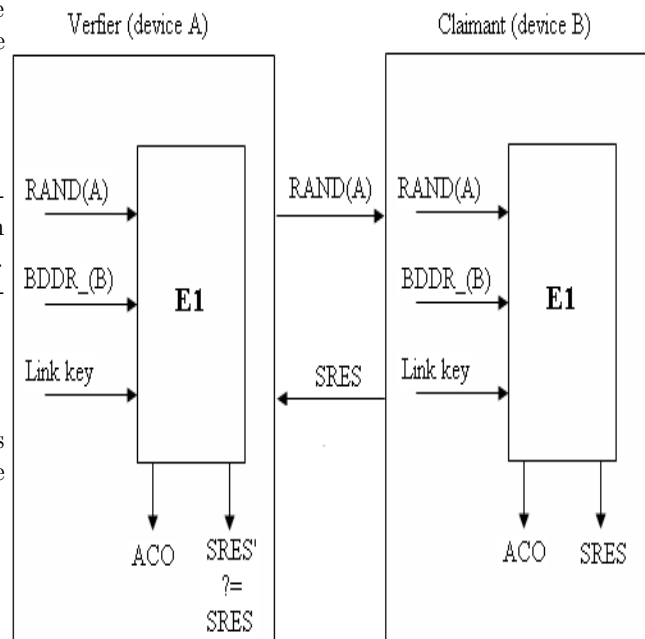 Verfier (device A)
Claimant (device B)
RAND(A)
BDDR_(B)
Link key
E1
ACO
SRES'
?=
SRES
RAND(A)
SRES
RAND(A)
BDDR_(B)
Link key
E1
ACO
SRES